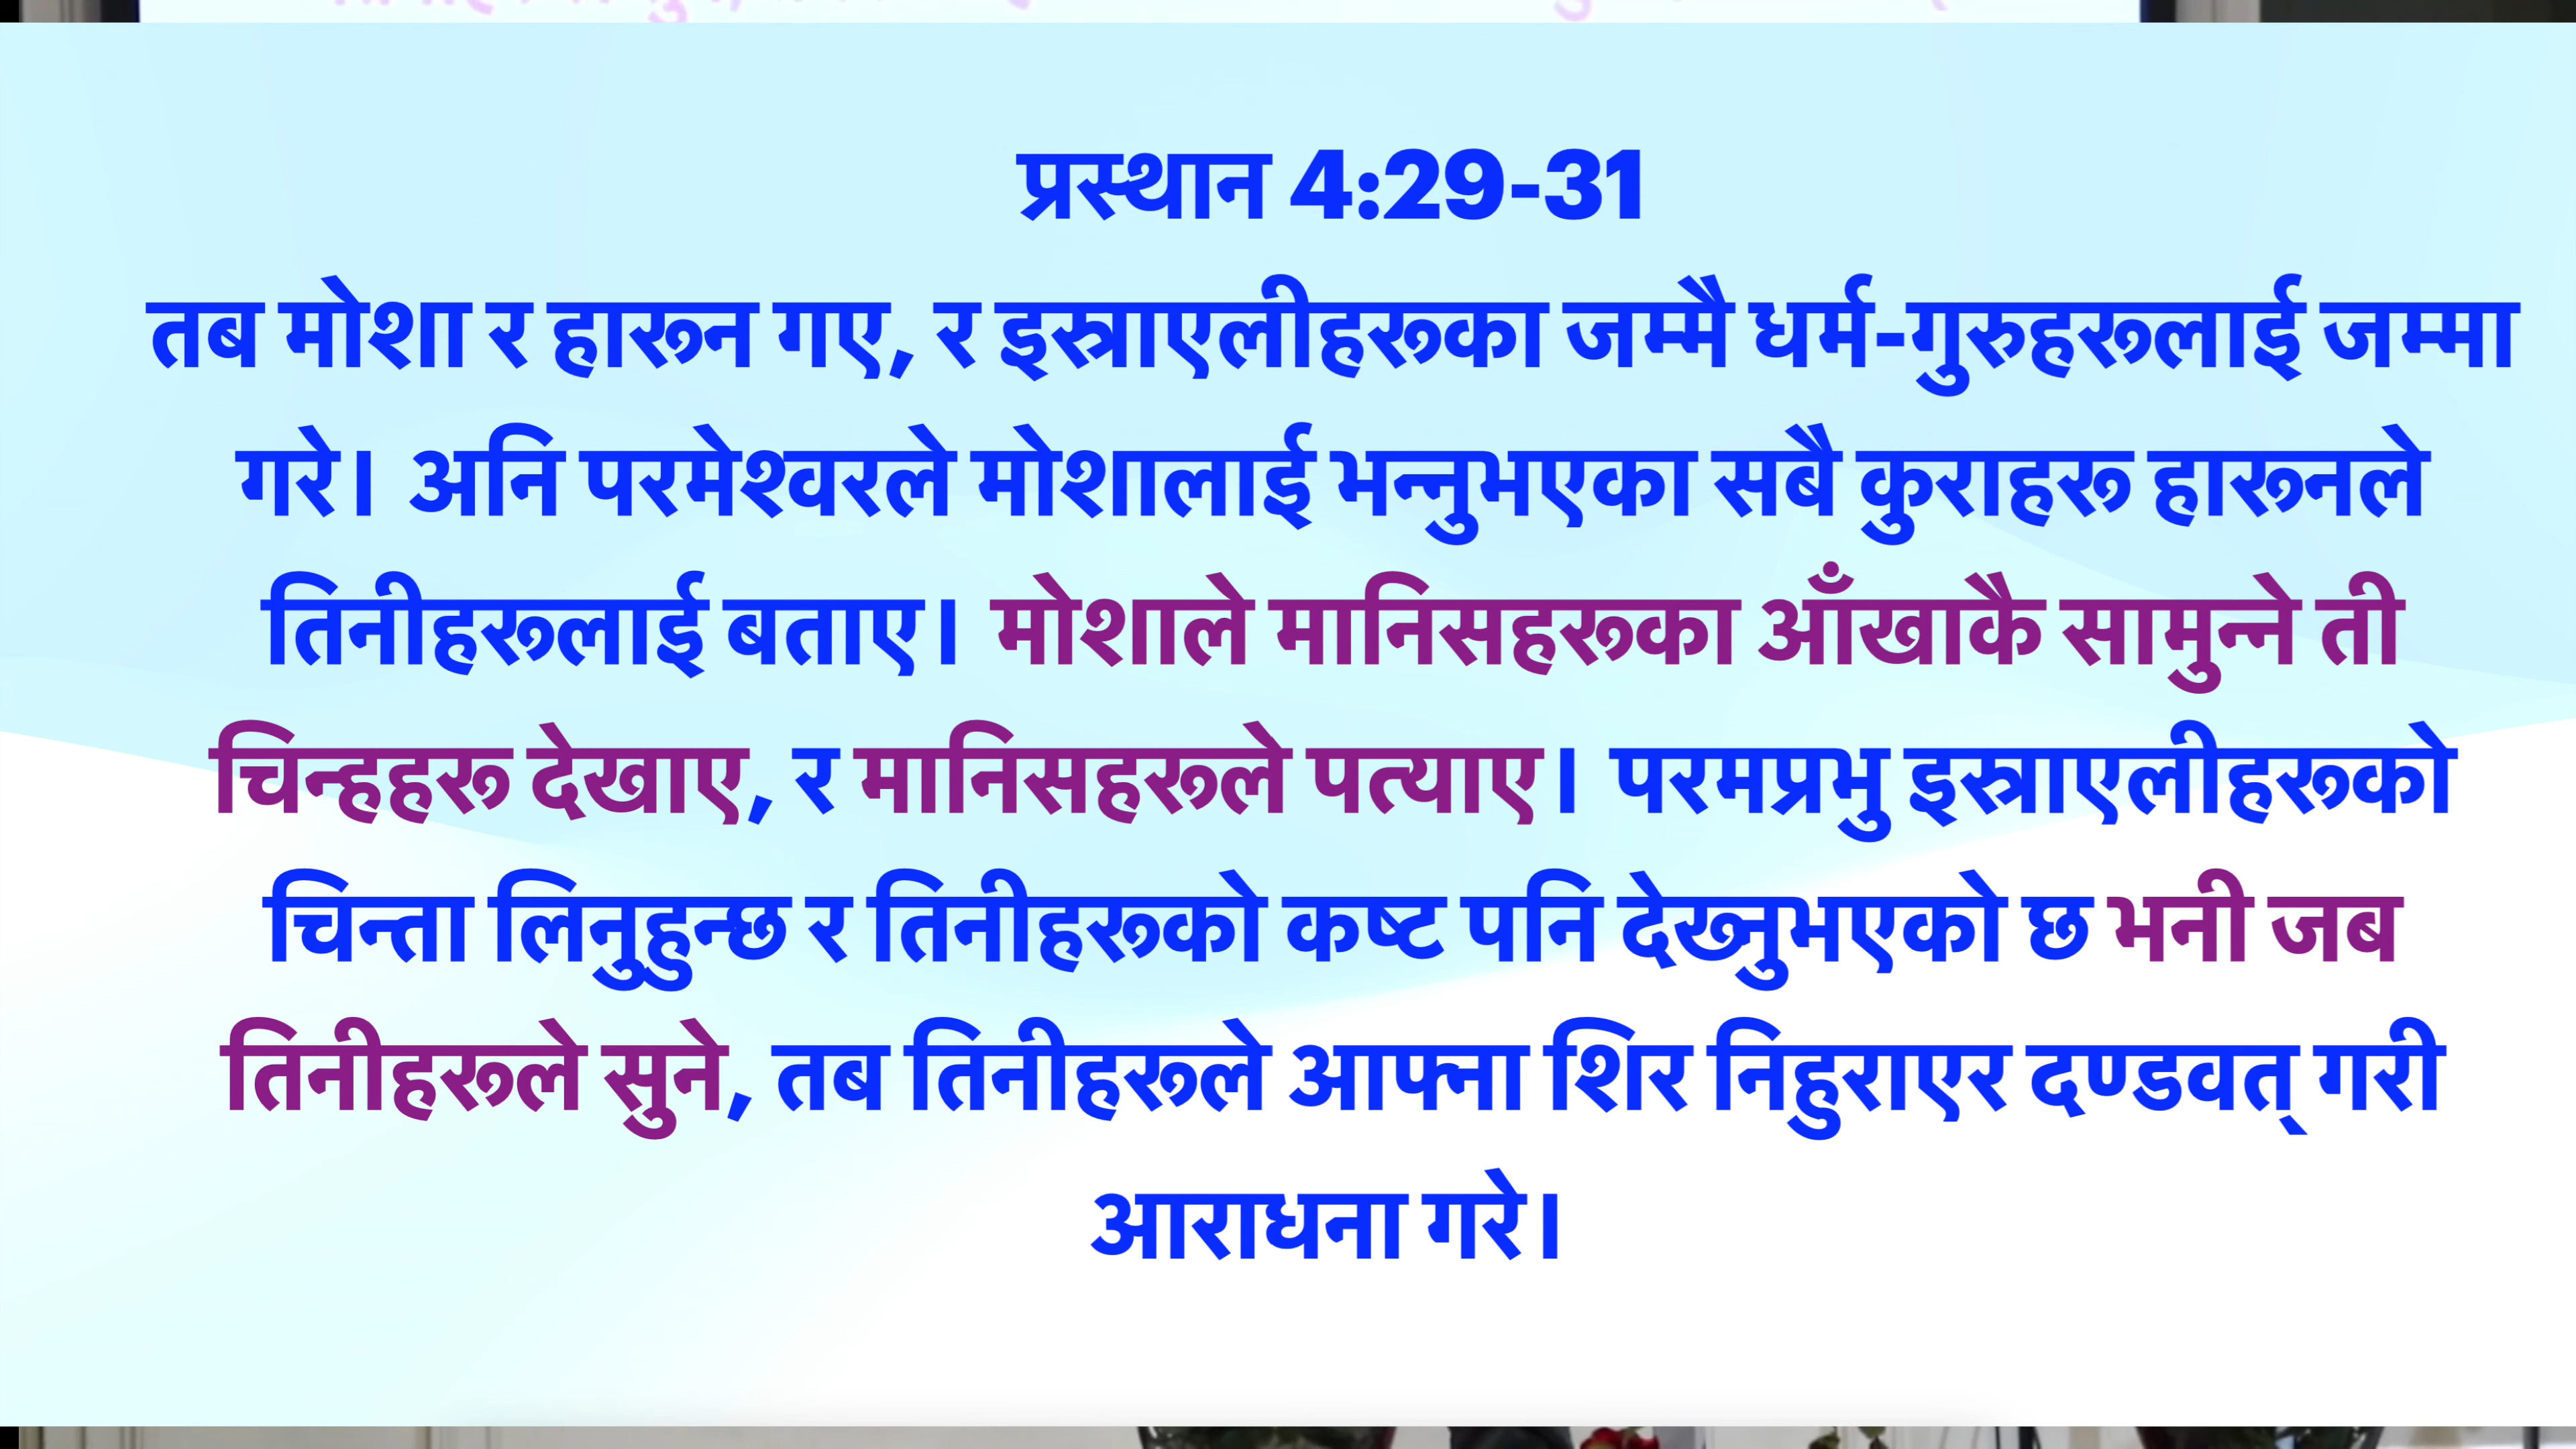 प्रस्थान 4:29-31
तब मोशा र हारून गए, र इस्राएलीहरूका जम्मै धर्म-गुरुहरूलाई जम्मा
गरे। अनि परमेश्वरले मोशालाई भन्नुभएका सबै कुराहरू हारूनले
तिनीहरूलाई बताए। मोशाले मानिसहरूका आँखाकै सामुन्ने ती
चिन्हहरू देखाए, र मानिसहरूले पत्याए। परमप्रभु इस्राएलीहरूको
चिन्ता लिनुहुन्छ र तिनीहरूको कष्ट पनि देख्नुभएको छ भनी जब
तिनीहरूले सुने, तब तिनीहरूले आफ्ना शिर निहुराएर दण्डवत् गरी
आराधना गरे।